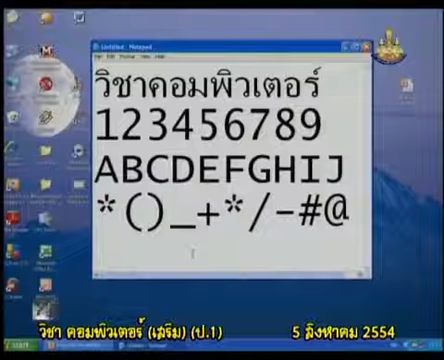 Untitled - Notepad
วิชาคอมพิวเตอร์
123456789
ABCDEFGHIJ
*()_+*/-#@
วิชา คอมพิวเตอร์ (เสริม) (ป.1) 5 สิงหาคม 2554